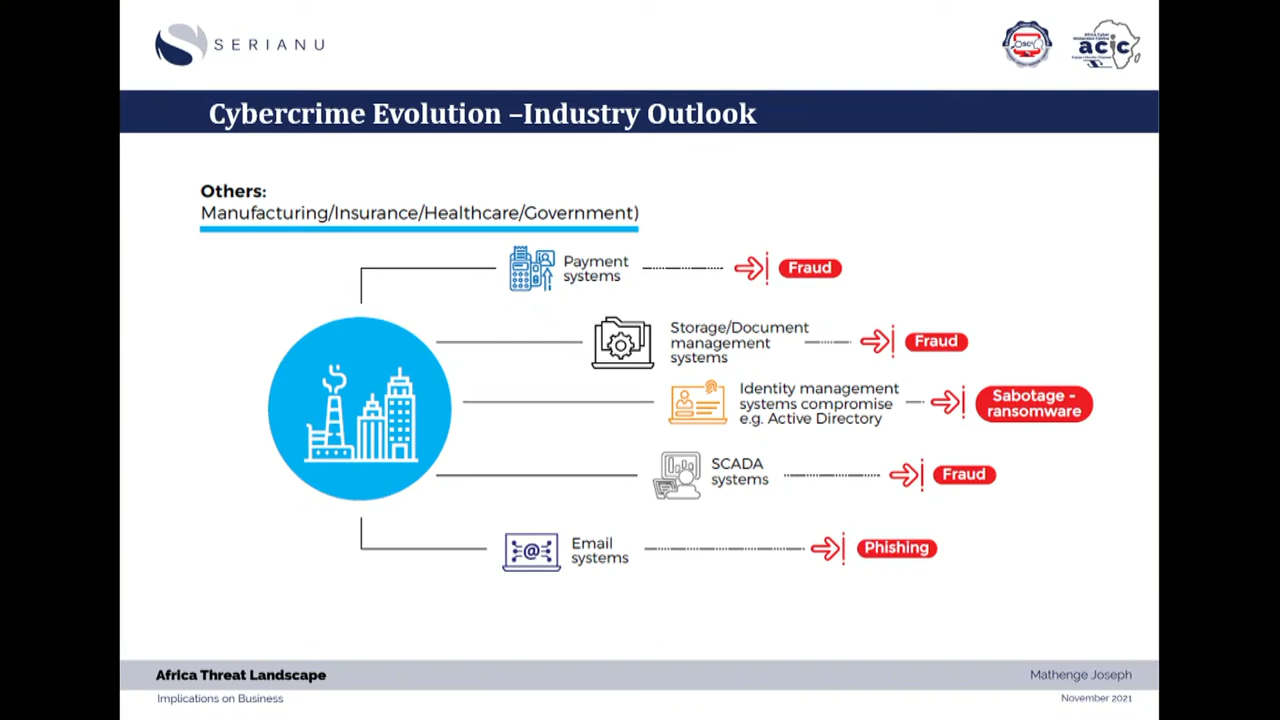 SERIANU
acic
Cybercrime Evolution –Industry Outlook
Others:
Manufacturing/Insurance/Healthcare/Government)
Payment
systems
Fraud
Storage/Document
management
systems
Fraud
Identity management
systems compromise
e.g. Active Directory
Sabotage -
ransomware
SCADA
systems
Fraud
@
Email
systems
Phishing
Africa Threat Landscape
Mathenge Joseph
Implications on Business
November 2021